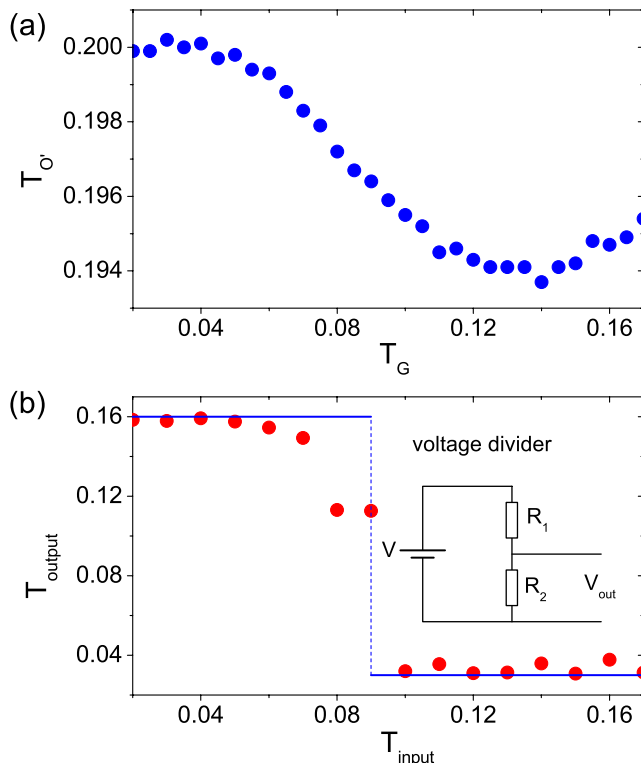 (a)
0.200
0.198
0.196
0.194
T_O'
0.04
0.08
0.12
0.16
T_G
(b)
0.16
0.12
0.08
0.04
T_output
voltage divider
V
R_1
R_2
V_out
0.04
0.08
0.12
0.16
T_input